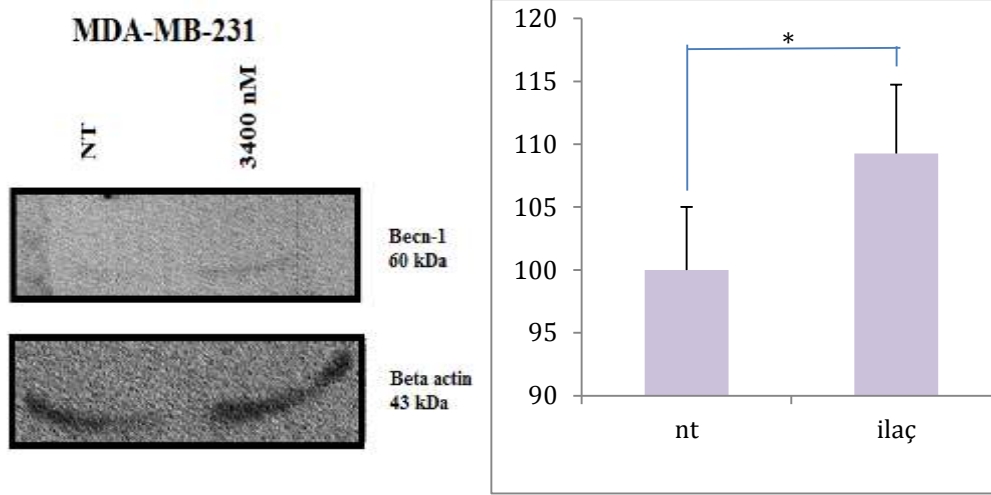 MDA-MB-231
NT
3400 nM
Becn-1
60 kDa
Beta actin
43 kDa
120
115
110
105
100
95
90
*
nt
ilaç